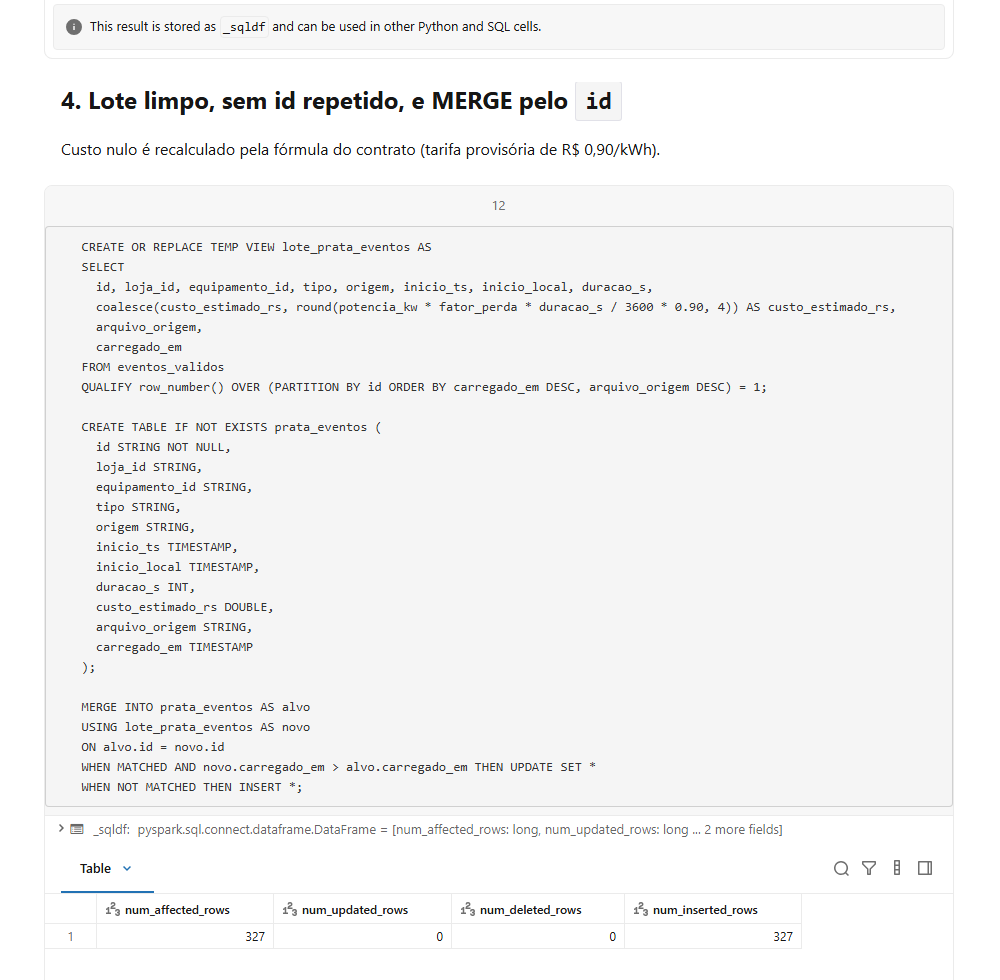 This result is stored as _sqldf and can be used in other Python and SQL cells.
4. Lote limpo, sem id repetido, e MERGE pelo id
Custo nulo é recalculado pela fórmula do contrato (tarifa provisória de R$ 0,90/kWh).
12
CREATE OR REPLACE TEMP VIEW lote_prata_eventos AS
SELECT
  id, loja_id, equipamento_id, tipo, origem, inicio_ts, inicio_local, duracao_s,
  coalesce(custo_estimado_rs, round(potencia_kw * fator_perda * duracao_s / 3600 * 0.90, 4)) AS custo_estimado_rs,
  arquivo_origem,
  carregado_em
FROM eventos_validos
QUALIFY row_number() OVER (PARTITION BY id ORDER BY carregado_em DESC, arquivo_origem DESC) = 1;
CREATE TABLE IF NOT EXISTS prata_eventos (
  id STRING NOT NULL,
  loja_id STRING,
  equipamento_id STRING,
  tipo STRING,
  origem STRING,
  inicio_ts TIMESTAMP,
  inicio_local TIMESTAMP,
  duracao_s INT,
  custo_estimado_rs DOUBLE,
  arquivo_origem STRING,
  carregado_em TIMESTAMP
);
MERGE INTO prata_eventos AS alvo
USING lote_prata_eventos AS novo
ON alvo.id = novo.id
WHEN MATCHED AND novo.carregado_em > alvo.carregado_em THEN UPDATE SET *
WHEN NOT MATCHED THEN INSERT *;
_sqldf: pyspark.sql.connect.dataframe.DataFrame = [num_affected_rows: long, num_updated_rows: long ... 2 more fields]
Table
123 num_affected_rows 123 num_updated_rows 123 num_deleted_rows 123 num_inserted_rows
1 327 0 0 327